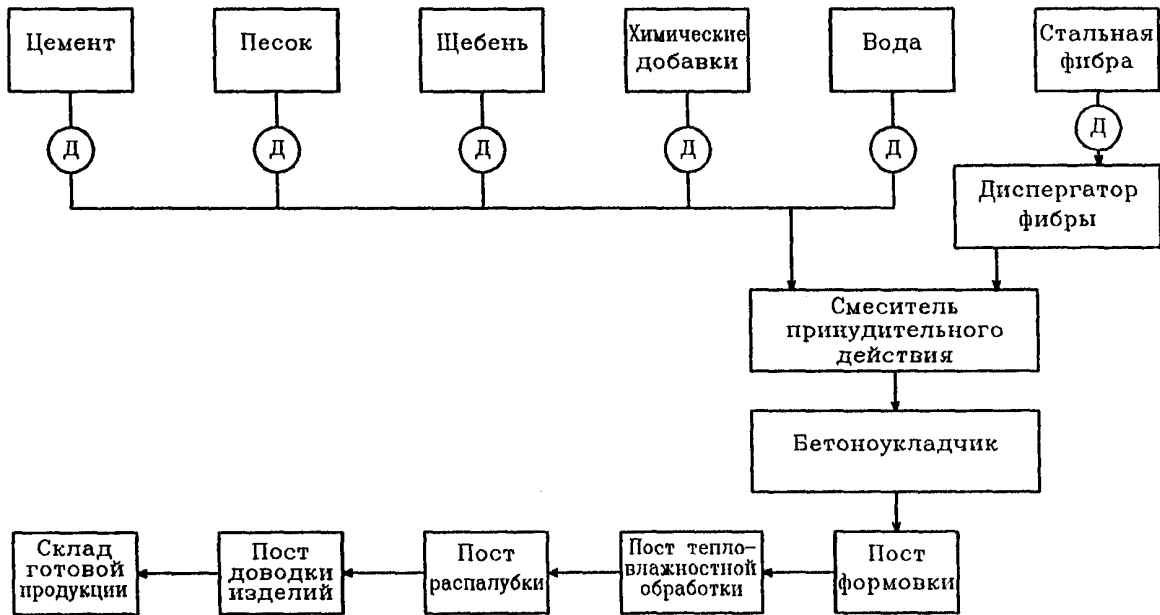 Цемент
Песок
Щебень
Химические
добавки
Вода
Стальная
фибра
Д
Д
Д
Д
Д
Д
Диспергатор
фибры
Смеситель
принудительного
действия
Бетоноукладчик
Склад
готовой
продукции
Пост
доводки
изделий
Пост
распалубки
Пост тепло-
влажностной
обработки
Пост
формовки